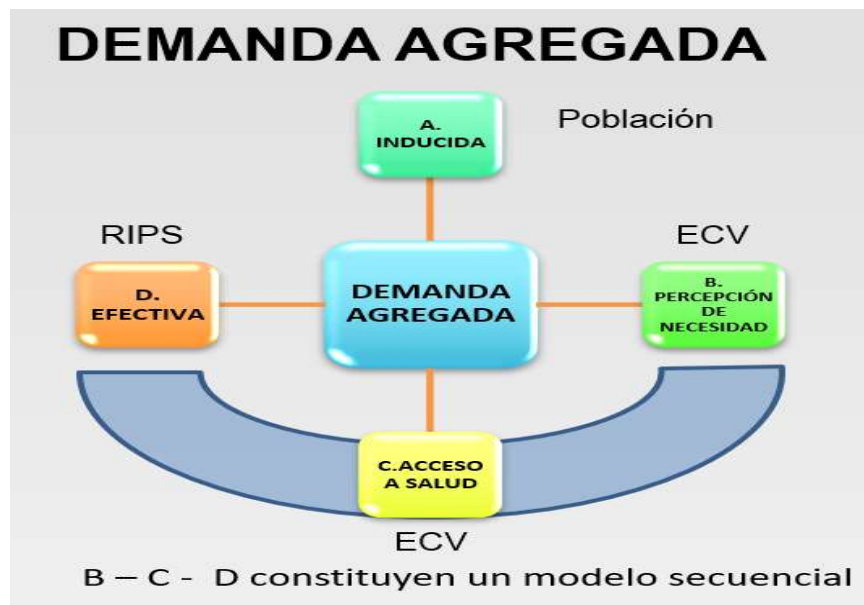 DEMANDA AGREGADA
A.
INDUCIDA
Población
RIPS
ECV
D.
EFECTIVA
DEMANDA
AGREGADA
B.
PERCEPCIÓN
DE
NECESIDAD
C.ACCESO
A SALUD
ECV
B – C - D constituyen un modelo secuencial